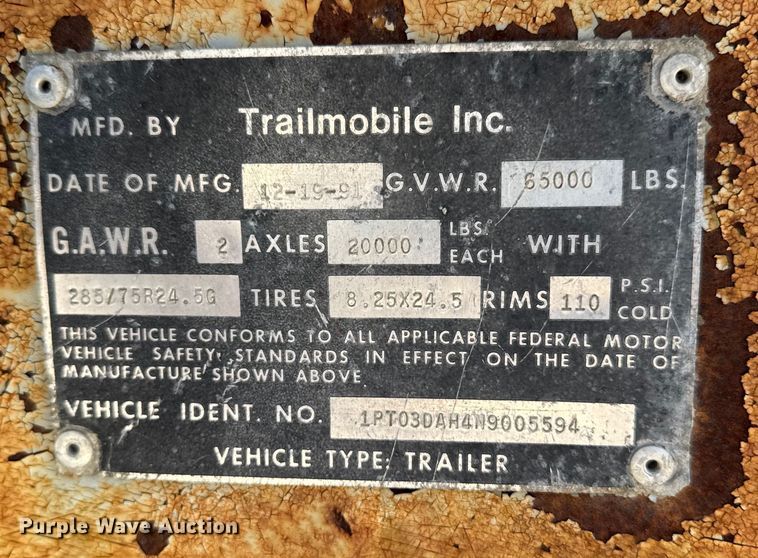 MFD. BY Trailmobile Inc.
DATE OF MFG. 12-19-91 G.V.W.R. 65000 LBS.
G.A.W.R. 2 AXLES 20000 LBS. EACH WITH
285/75R24.5G TIRES 8.25X24.5 RIMS 110 P.S.I. COLD
THIS VEHICLE CONFORMS TO ALL APPLICABLE FEDERAL MOTOR
VEHICLE SAFETY STANDARDS IN EFFECT ON THE DATE OF
MANUFACTURE SHOWN ABOVE
VEHICLE IDENT. NO. 1PT03DAH4N9005594
VEHICLE TYPE: TRAILER
Purple Wave Auction